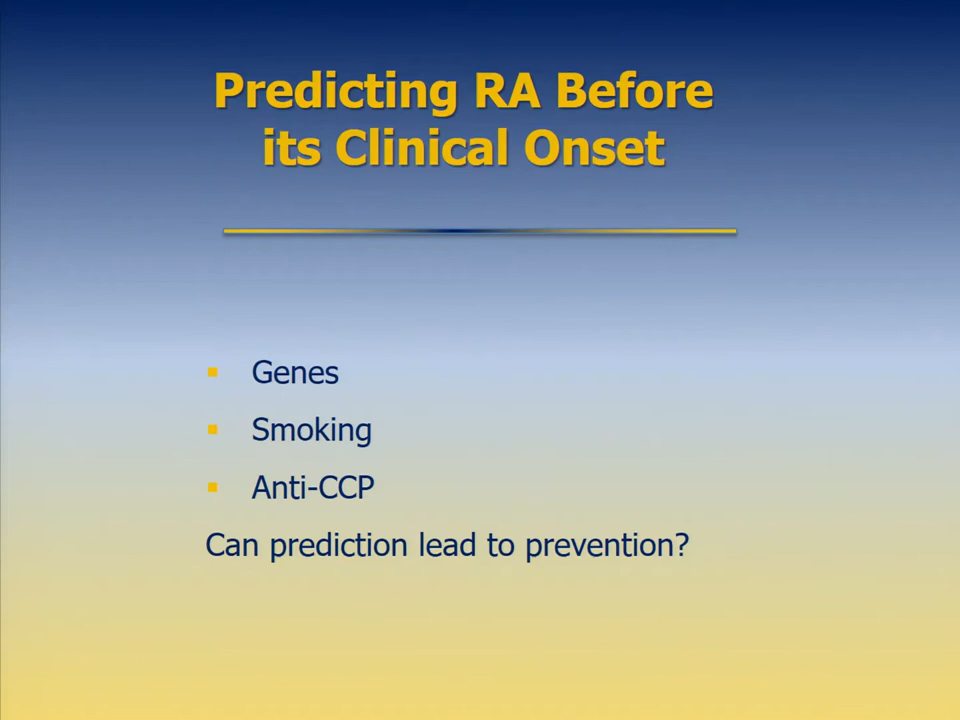 Predicting RA Before
its Clinical Onset
▪ Genes
▪ Smoking
▪ Anti-CCP
Can prediction lead to prevention?